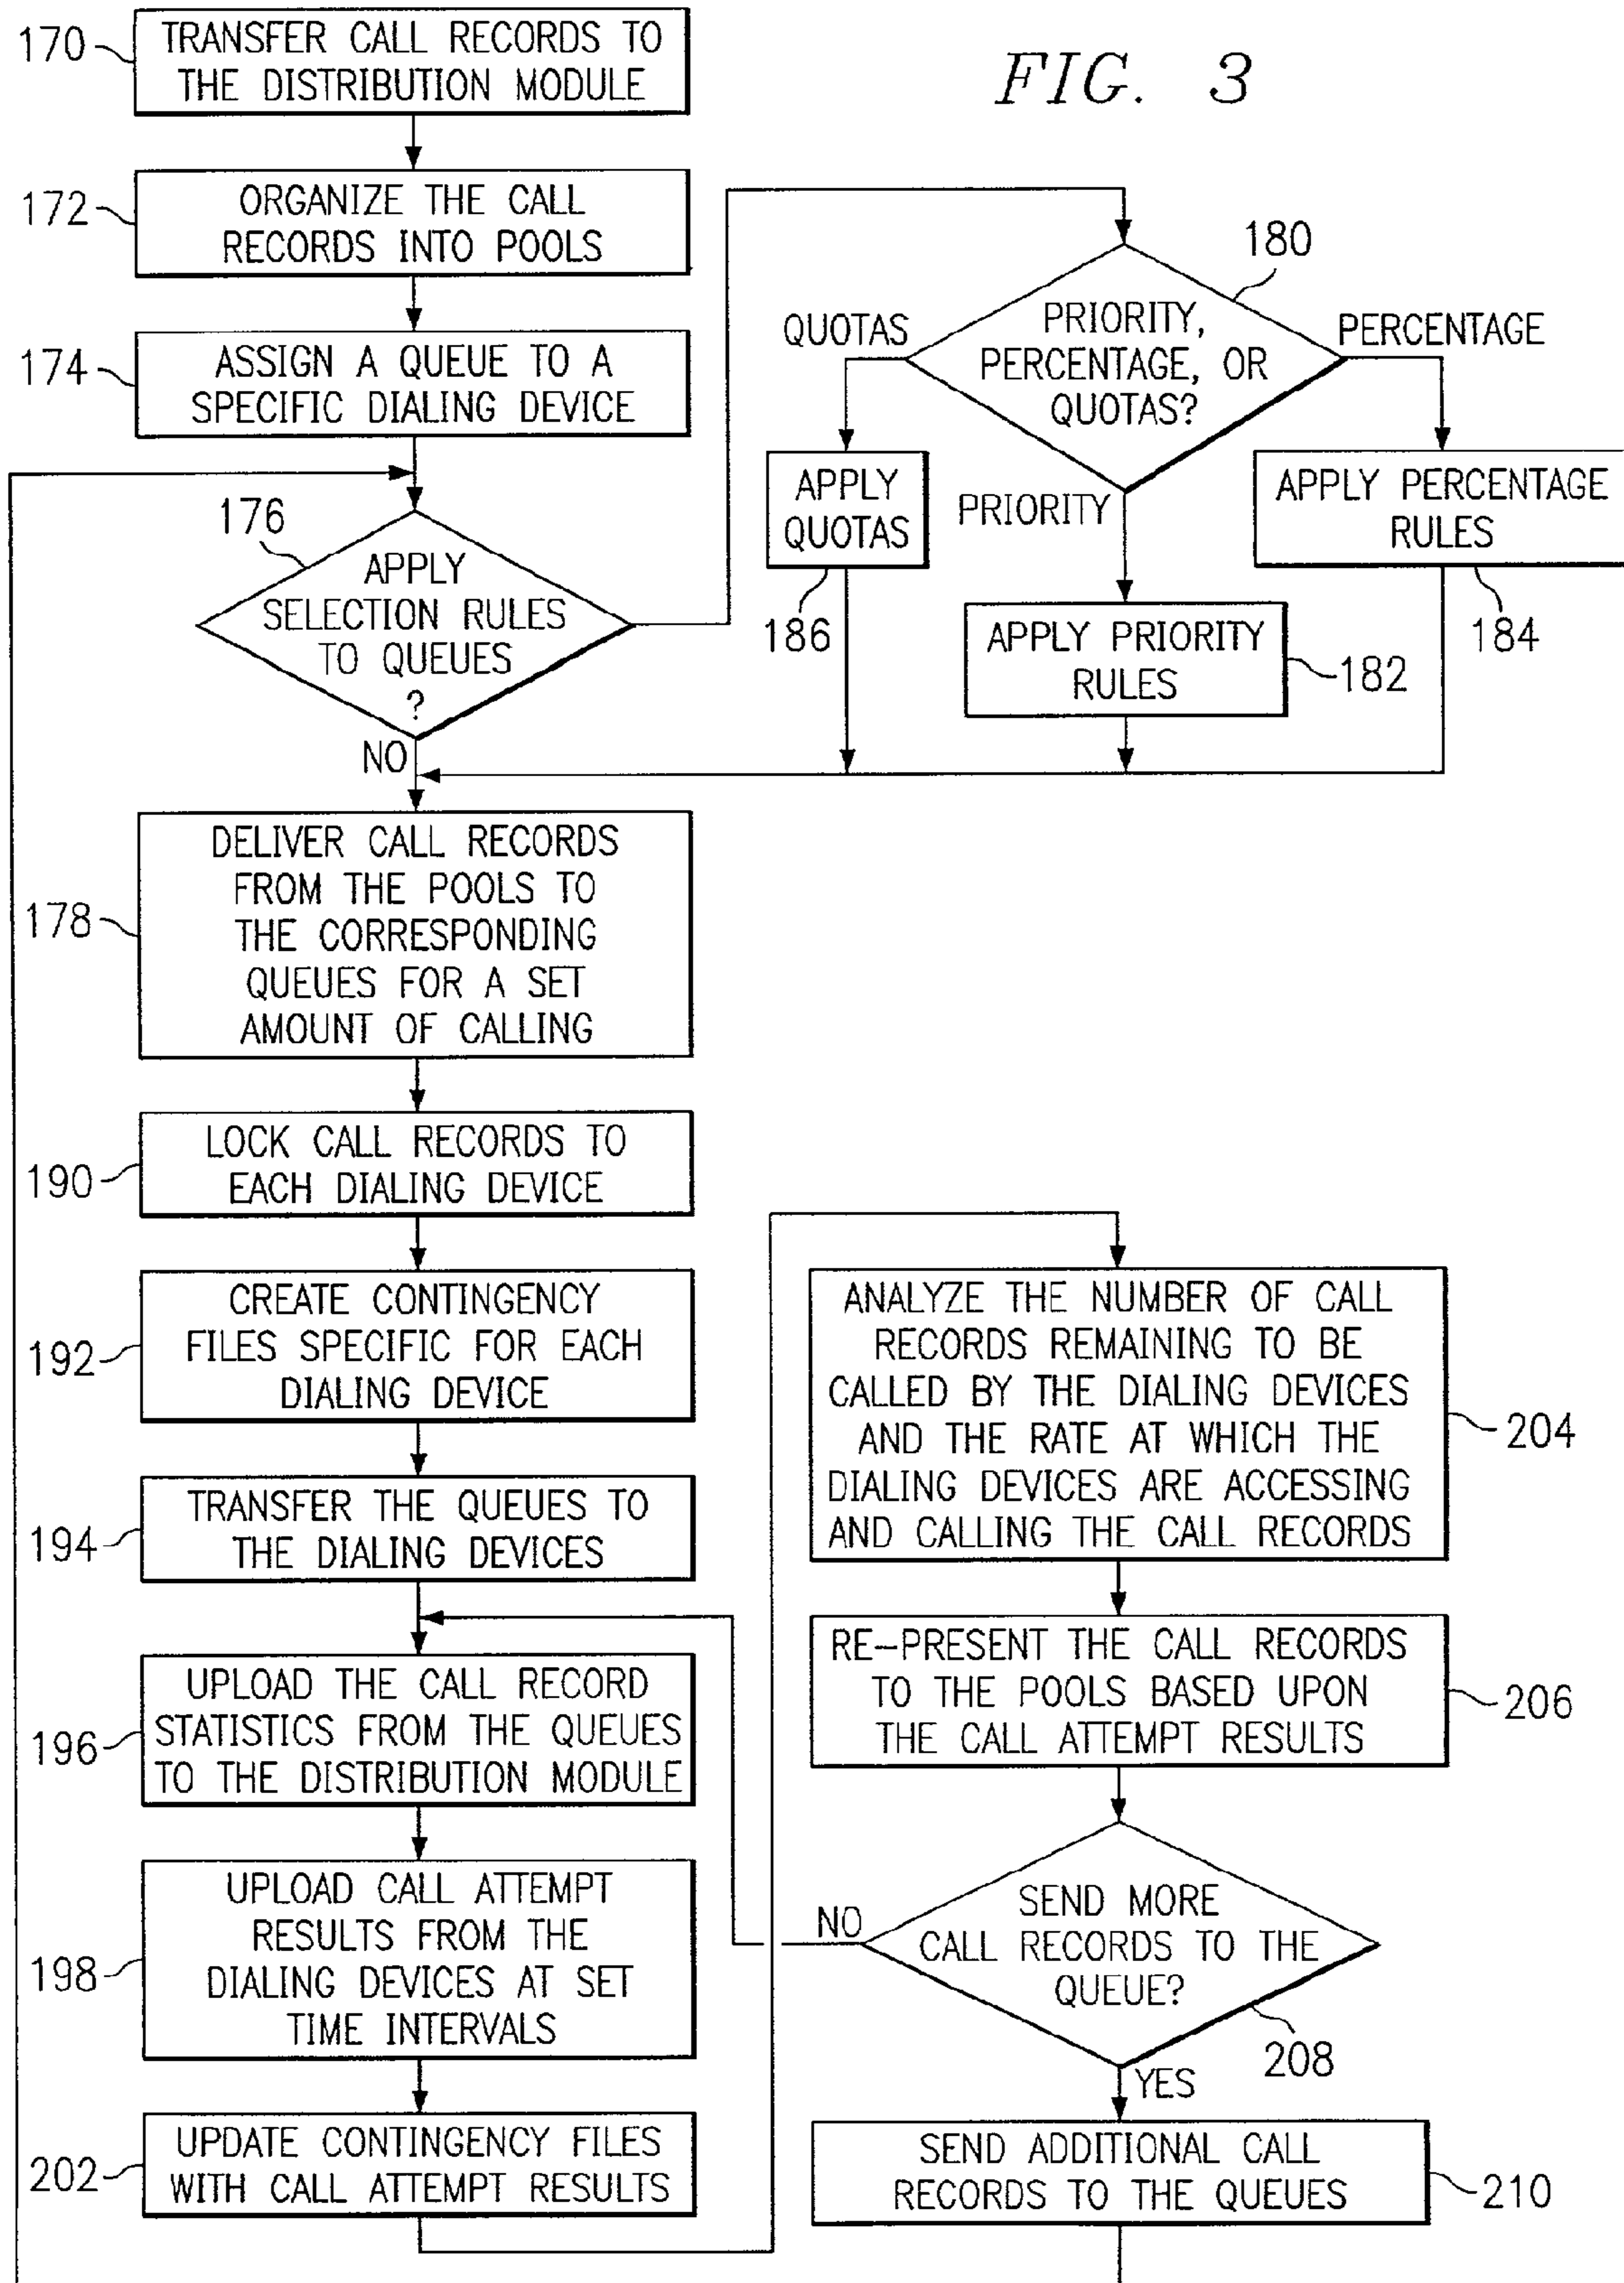 FIG. 3
170
TRANSFER CALL RECORDS TO
THE DISTRIBUTION MODULE
172
ORGANIZE THE CALL
RECORDS INTO POOLS
174
ASSIGN A QUEUE TO A
SPECIFIC DIALING DEVICE
176
APPLY
SELECTION RULES
TO QUEUES
?
NO
180
PRIORITY,
PERCENTAGE, OR
QUOTAS?
QUOTAS
PERCENTAGE
PRIORITY
APPLY
QUOTAS
186
APPLY PRIORITY
RULES
182
APPLY PERCENTAGE
RULES
184
178
DELIVER CALL RECORDS
FROM THE POOLS TO
THE CORRESPONDING
QUEUES FOR A SET
AMOUNT OF CALLING
190
LOCK CALL RECORDS TO
EACH DIALING DEVICE
192
CREATE CONTINGENCY
FILES SPECIFIC FOR EACH
DIALING DEVICE
194
TRANSFER THE QUEUES TO
THE DIALING DEVICES
196
UPLOAD THE CALL RECORD
STATISTICS FROM THE QUEUES
TO THE DISTRIBUTION MODULE
198
UPLOAD CALL ATTEMPT
RESULTS FROM THE
DIALING DEVICES AT SET
TIME INTERVALS
202
UPDATE CONTINGENCY FILES
WITH CALL ATTEMPT RESULTS
ANALYZE THE NUMBER OF CALL
RECORDS REMAINING TO BE
CALLED BY THE DIALING DEVICES
AND THE RATE AT WHICH THE
DIALING DEVICES ARE ACCESSING
AND CALLING THE CALL RECORDS
204
RE-PRESENT THE CALL RECORDS
TO THE POOLS BASED UPON
THE CALL ATTEMPT RESULTS
206
SEND MORE
CALL RECORDS TO THE
QUEUE?
NO
208
YES
SEND ADDITIONAL CALL
RECORDS TO THE QUEUES
210